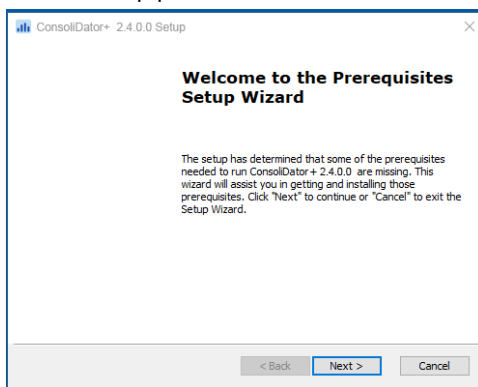 ConsoliDator+ 2.4.0.0 Setup
Welcome to the Prerequisites
Setup Wizard
The setup has determined that some of the prerequisites
needed to run ConsoliDator+ 2.4.0.0 are missing. This
wizard will assist you in getting and installing those
prerequisites. Click "Next" to continue or "Cancel" to exit the
Setup Wizard.
< Back Next > Cancel